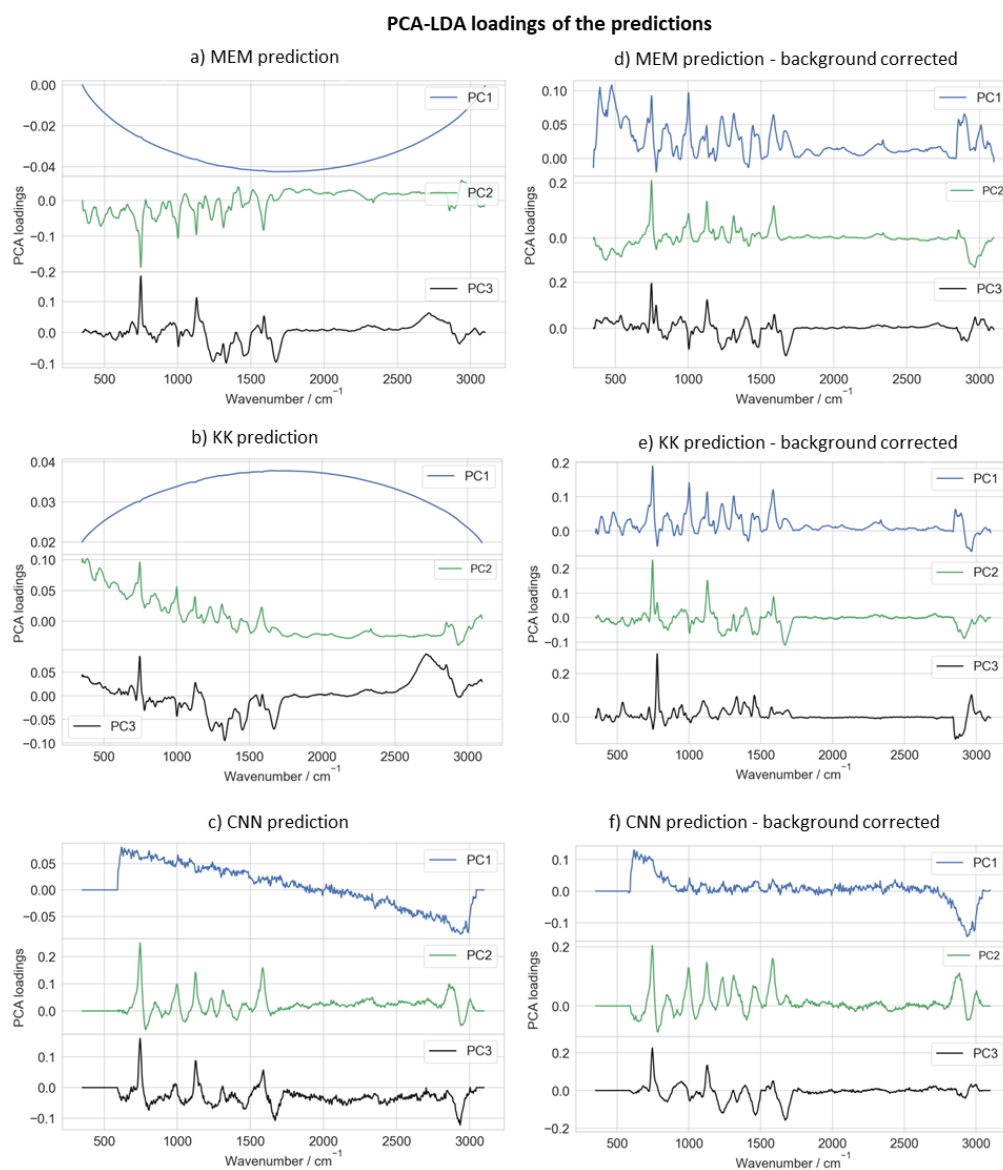 PCA-LDA loadings of the predictions
a) MEM prediction
0.00
−0.02
−0.04
PC1
0.0
−0.1
−0.2
PC2
0.1
0.0
−0.1
PC3
PCA loadings
500 1000 1500 2000 2500 3000
Wavenumber / cm⁻¹
d) MEM prediction - background corrected
0.10
0.05
0.00
PC1
0.2
0.0
PC2
0.2
0.0
PC3
PCA loadings
500 1000 1500 2000 2500 3000
Wavenumber / cm⁻¹
b) KK prediction
0.04
0.03
0.02
PC1
0.10
0.05
0.00
PC2
0.05
0.00
−0.05
−0.10
PC3
PCA loadings
500 1000 1500 2000 2500 3000
Wavenumber / cm⁻¹
e) KK prediction - background corrected
0.2
0.1
0.0
PC1
0.2
0.1
0.0
−0.1
PC2
0.2
0.0
PC3
PCA loadings
500 1000 1500 2000 2500 3000
Wavenumber / cm⁻¹
c) CNN prediction
0.05
0.00
−0.05
PC1
0.2
0.1
0.0
PC2
0.1
0.0
−0.1
PC3
PCA loadings
500 1000 1500 2000 2500 3000
Wavenumber / cm⁻¹
f) CNN prediction - background corrected
0.1
0.0
−0.1
PC1
0.2
0.1
0.0
PC2
0.2
0.0
−0.2
PC3
PCA loadings
500 1000 1500 2000 2500 3000
Wavenumber / cm⁻¹